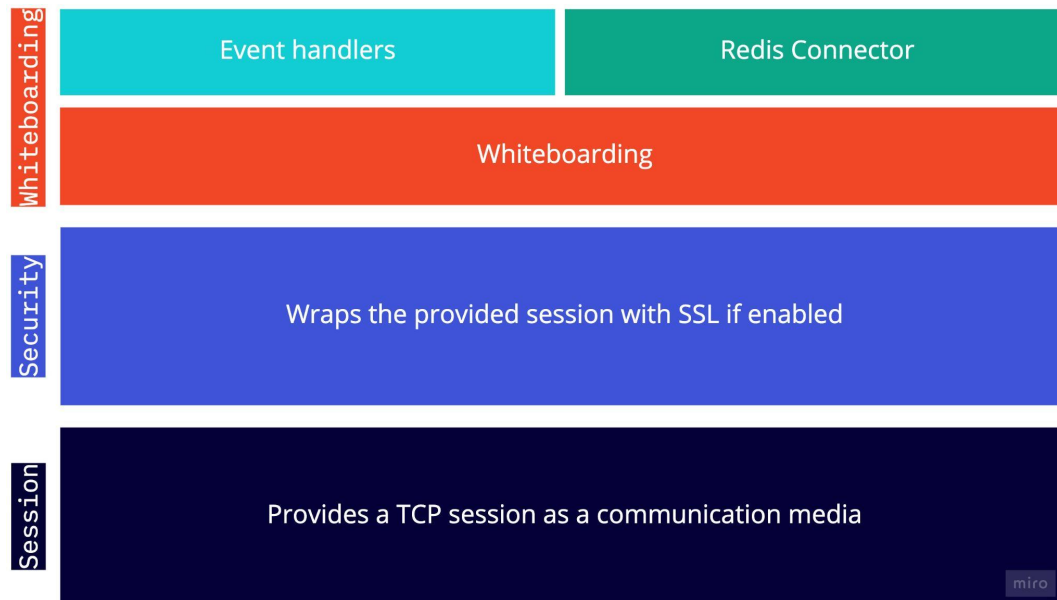 Whiteboarding
Event handlers
Redis Connector
Whiteboarding
Security
Wraps the provided session with SSL if enabled
Session
Provides a TCP session as a communication media
miro